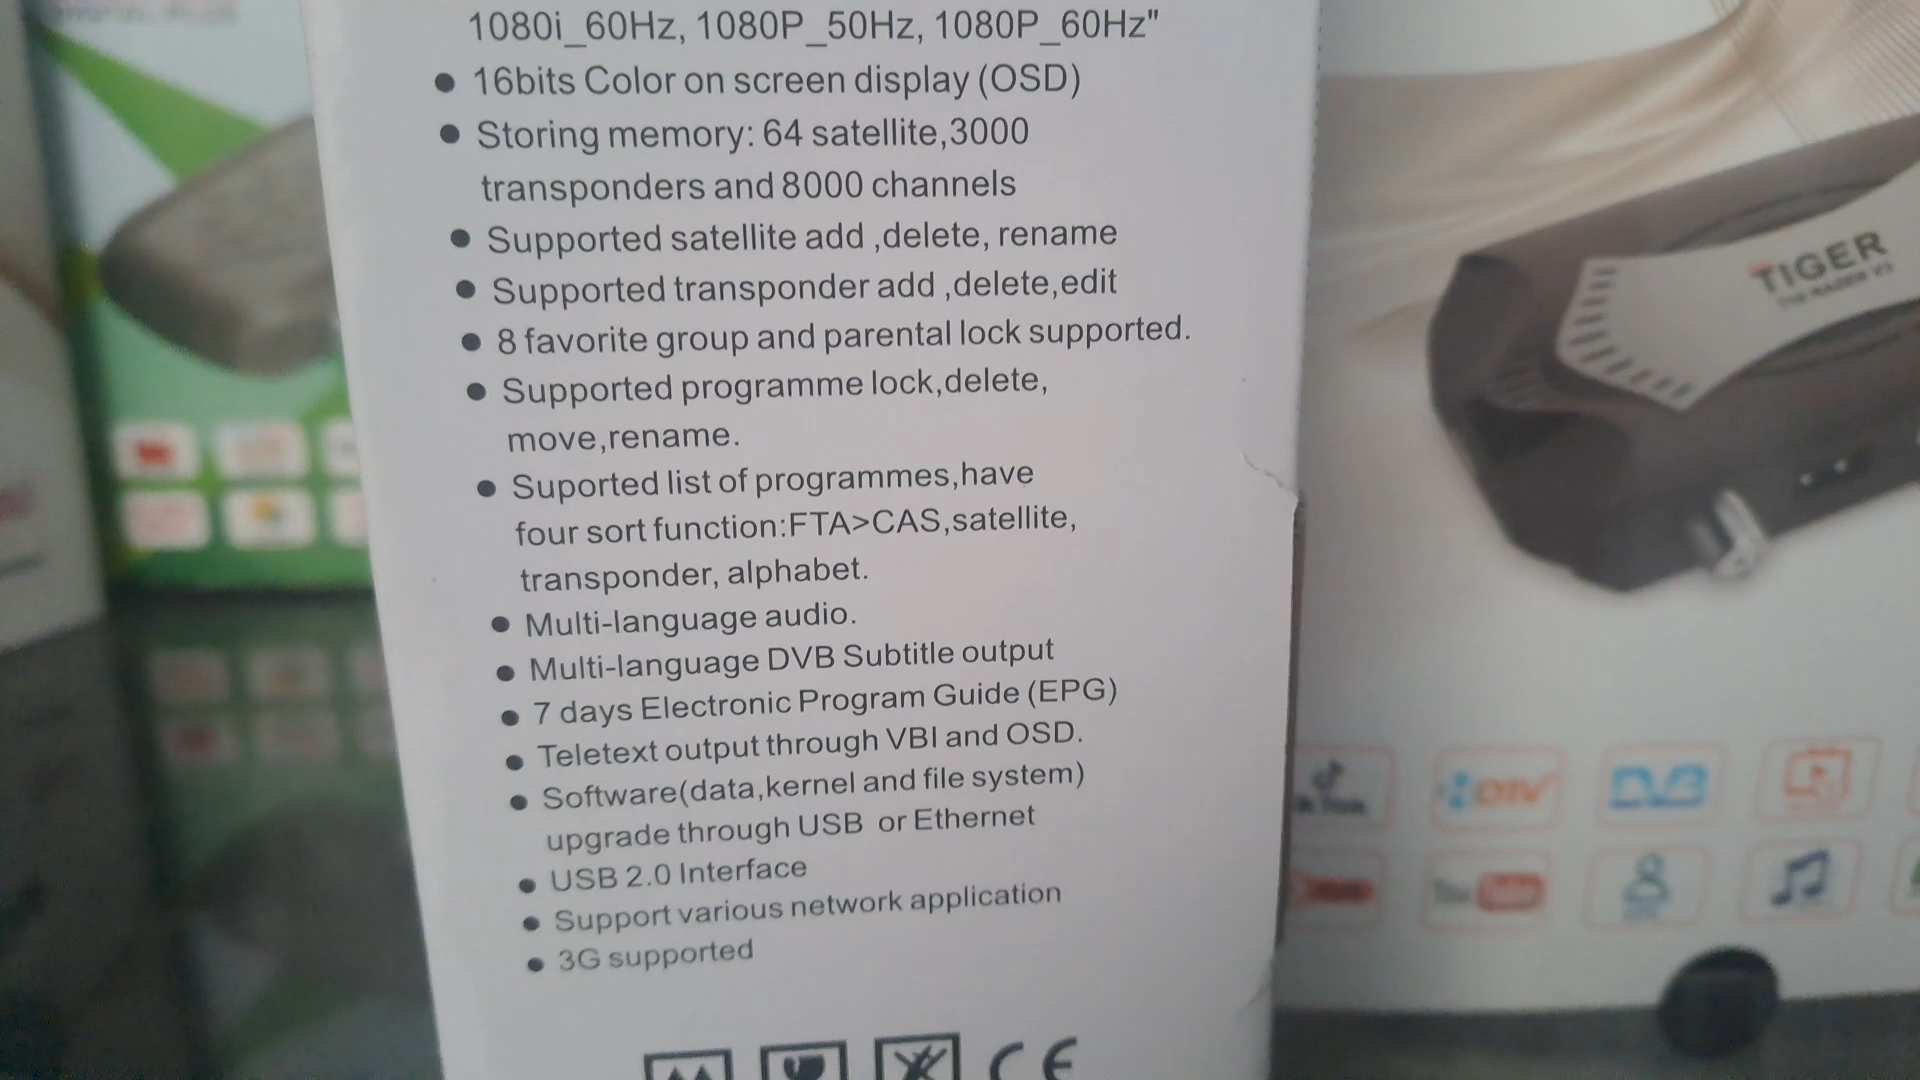 1080i_60Hz, 1080P_50Hz, 1080P_60Hz"
● 16bits Color on screen display (OSD)
● Storing memory: 64 satellite,3000
transponders and 8000 channels
● Supported satellite add ,delete, rename
● Supported transponder add ,delete,edit
● 8 favorite group and parental lock supported.
● Supported programme lock,delete,
move,rename.
● Suported list of programmes,have
four sort function:FTA>CAS,satellite,
transponder, alphabet.
● Multi-language audio.
● Multi-language DVB Subtitle output
● 7 days Electronic Program Guide (EPG)
● Teletext output through VBI and OSD.
● Software(data,kernel and file system)
upgrade through USB or Ethernet
● USB 2.0 Interface
● Support various network application
● 3G supported
CE
TIGER
DVB
You Tube